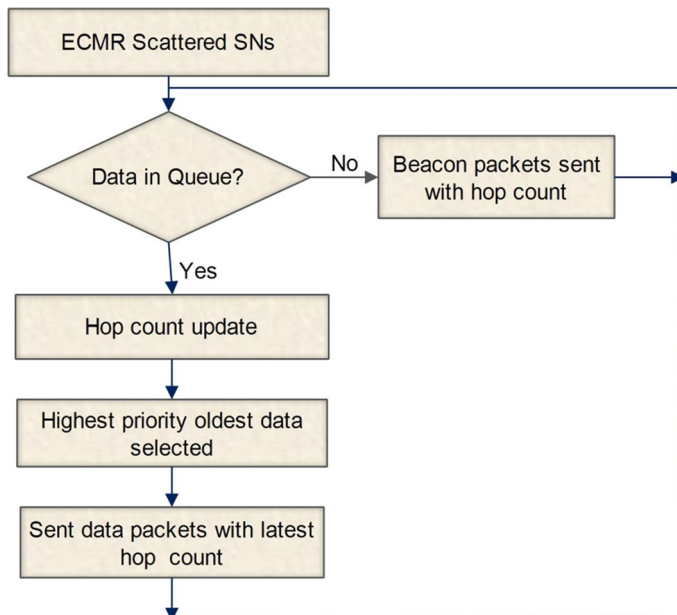 ECMR Scattered SNs
Data in Queue?
No
Beacon packets sent
with hop count
Yes
Hop count update
Highest priority oldest data
selected
Sent data packets with latest
hop count